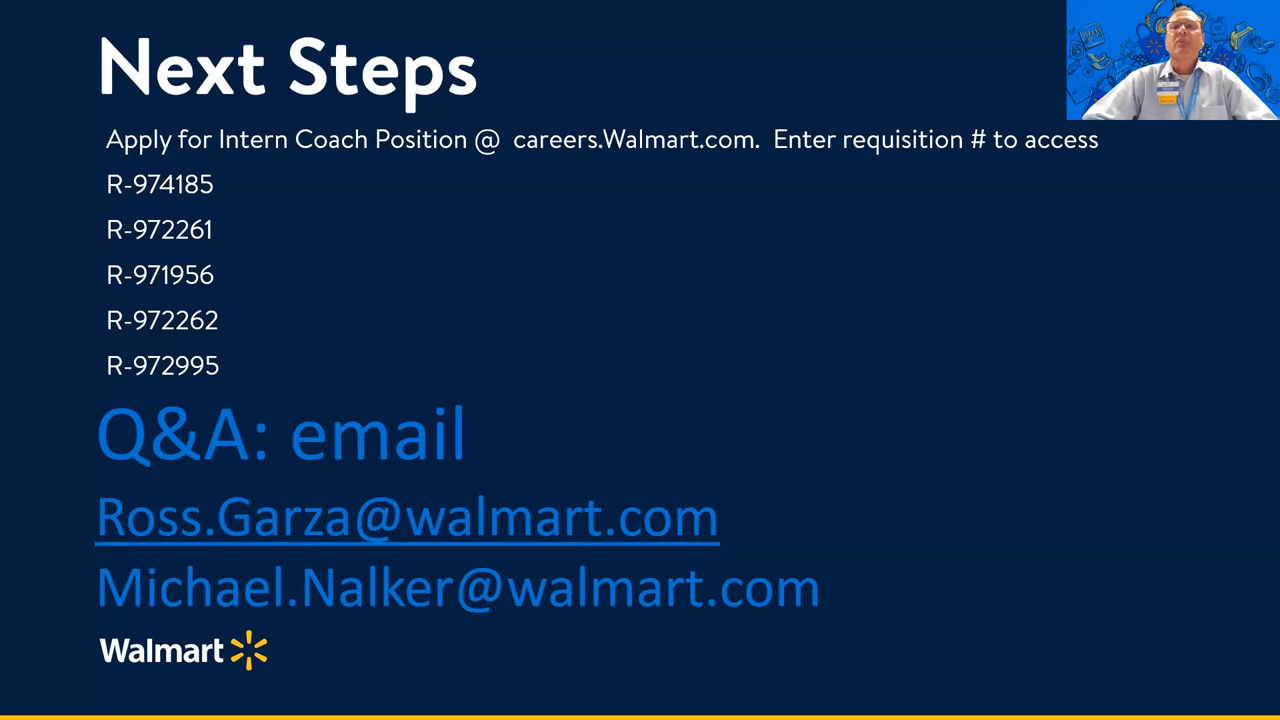 Next Steps
Apply for Intern Coach Position @ careers.Walmart.com. Enter requisition # to access
R-974185
R-972261
R-971956
R-972262
R-972995
Q&A: email
Ross.Garza@walmart.com
Michael.Nalker@walmart.com
Walmart